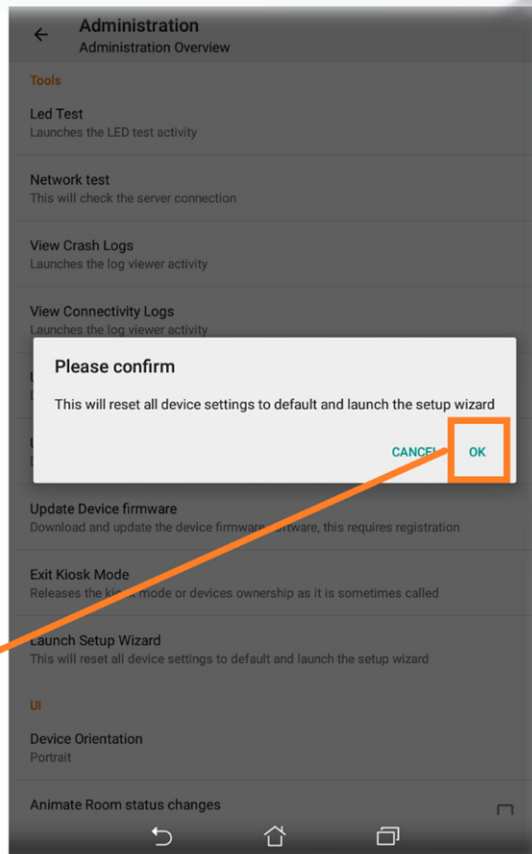 Administration
Administration Overview
Tools
Led Test
Launches the LED test activity
Network test
This will check the server connection
View Crash Logs
Launches the log viewer activity
View Connectivity Logs
Launches the log viewer activity
Please confirm
This will reset all device settings to default and launch the setup wizard
CANCEL OK
Update Device firmware
Download and update the device firmware software, this requires registration
Exit Kiosk Mode
Releases the kiosk mode or devices ownership as it is sometimes called
Launch Setup Wizard
This will reset all device settings to default and launch the setup wizard
UI
Device Orientation
Portrait
Animate Room status changes